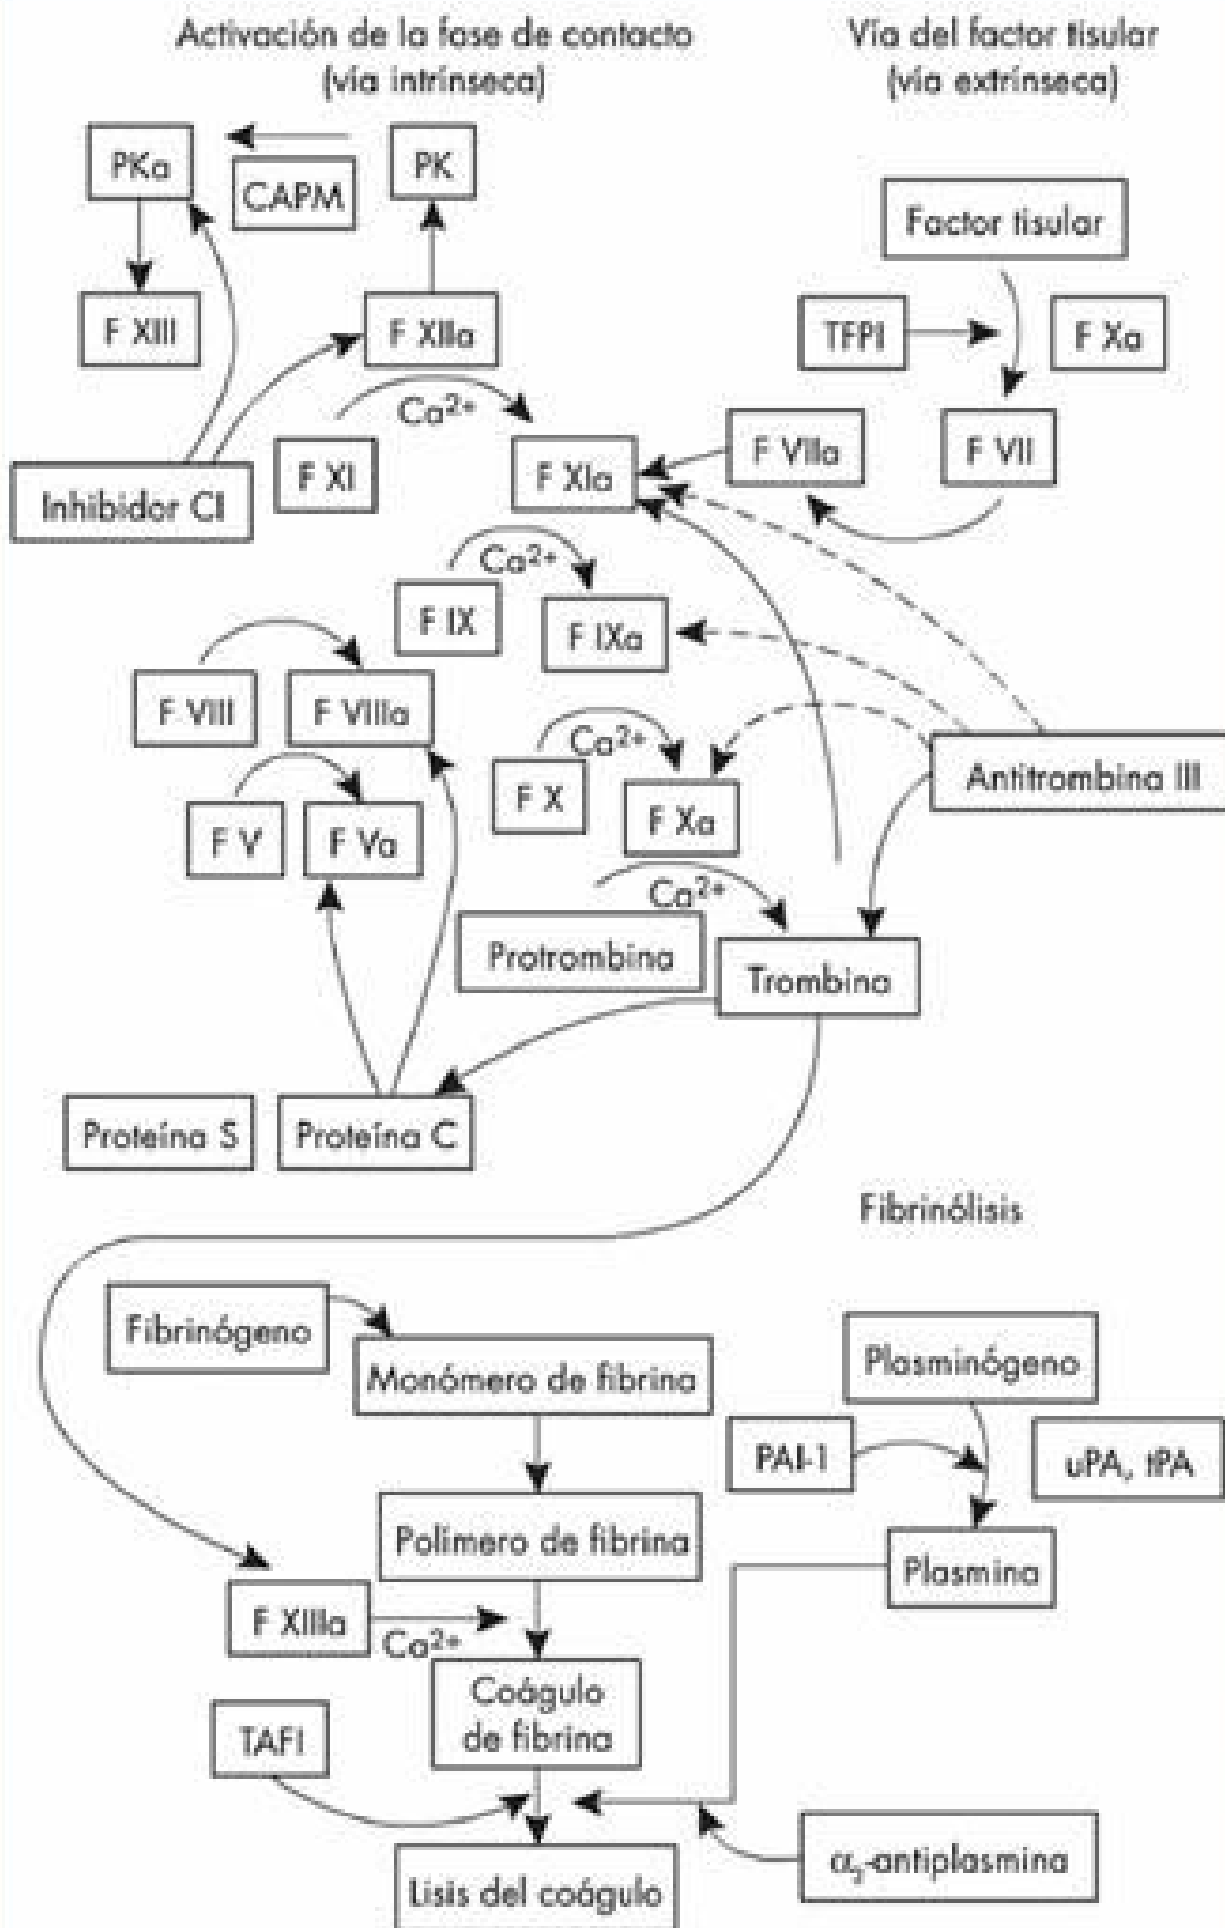 Activación de la fase de contacto
(vía intrínseca)
Vía del factor tisular
(vía extrínseca)
PKa
CAPM
PK
Factor tisular
F XIII
F XIIa
TFPI
F Xa
Ca2+
F XI
F XIa
F VIIa
F VII
Inhibidor CI
Ca2+
F IX
F IXa
F VIII
F VIIIa
Ca2+
F X
F Xa
Antitrombina III
F V
F Va
Ca2+
Protrombina
Trombina
Proteína S
Proteína C
Fibrinólisis
Fibrinógeno
Monómero de fibrina
Plasminógeno
PAI-1
uPA, tPA
Polímero de fibrina
Plasmina
F XIIIa
Ca2+
Coágulo
de fibrina
TAFI
α2-antiplasmina
Lisis del coágulo